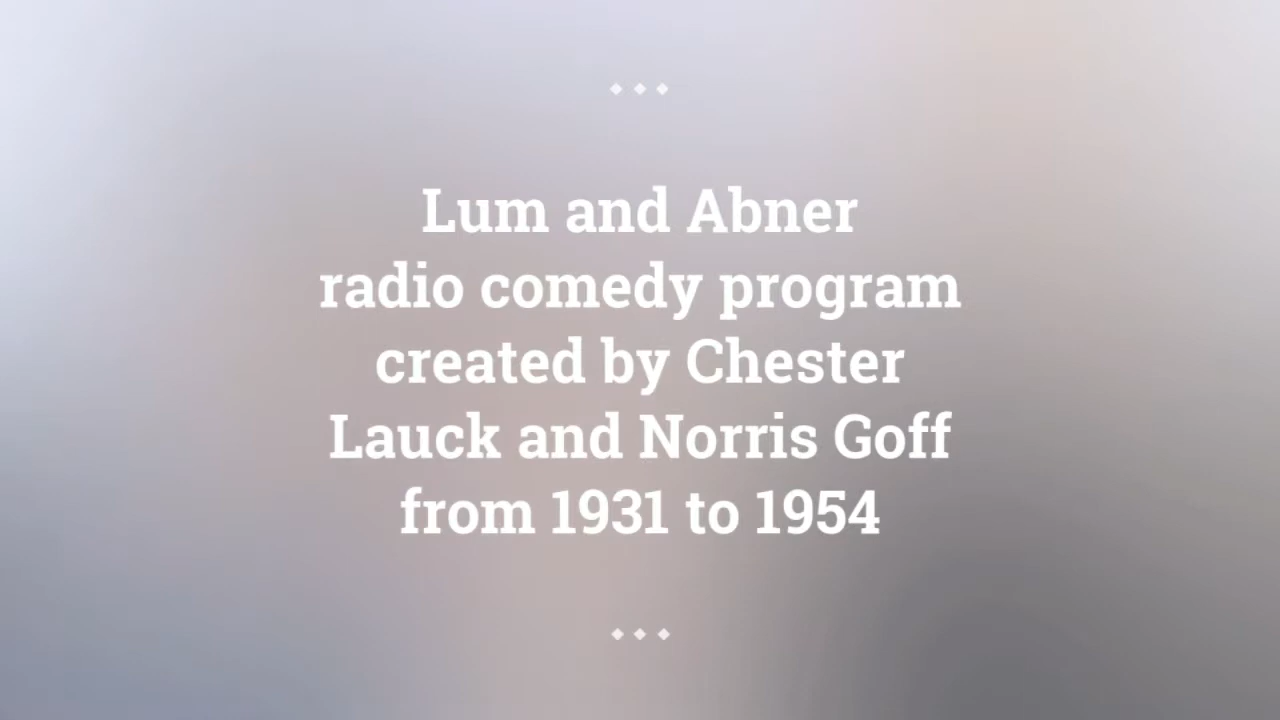 Lum and Abner
radio comedy program
created by Chester
Lauck and Norris Goff
from 1931 to 1954